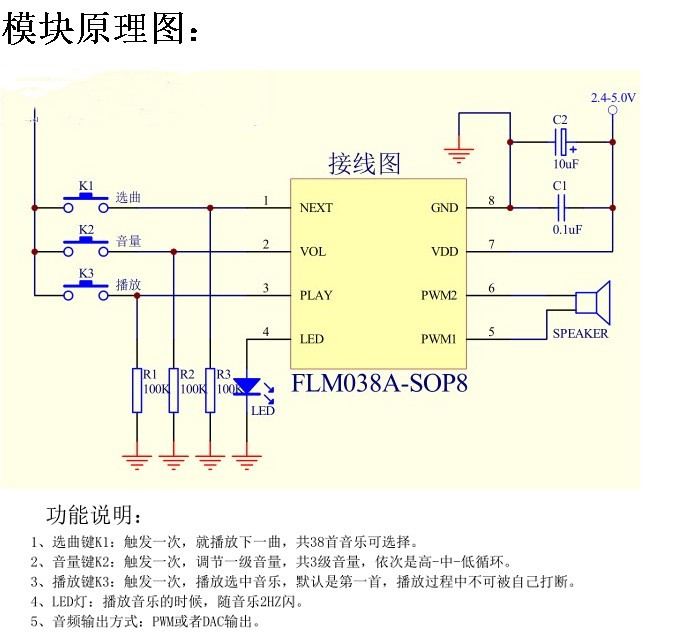 模块原理图:
2.4-5.0V
C2
10uF
接线图
K1
选曲
1
NEXT
GND
8
C1
0.1uF
K2
音量
2
VOL
VDD
7
K3
播放
3
PLAY
PWM2
6
4
LED
PWM1
5
SPEAKER
R1
100K
R2
100K
R3
100K
LED
FLM038A-SOP8
功能说明:
1、选曲键K1: 触发一次, 就播放下一曲, 共38首音乐可选择。
2、音量键K2: 触发一次, 调节一级音量, 共3级音量, 依次是高-中-低循环。
3、播放键K3: 触发一次, 播放选中音乐, 默认是第一首, 播放过程中不可被自己打断。
4、LED灯: 播放音乐的时候, 随音乐2HZ闪。
5、音频输出方式: PWM或者DAC输出。